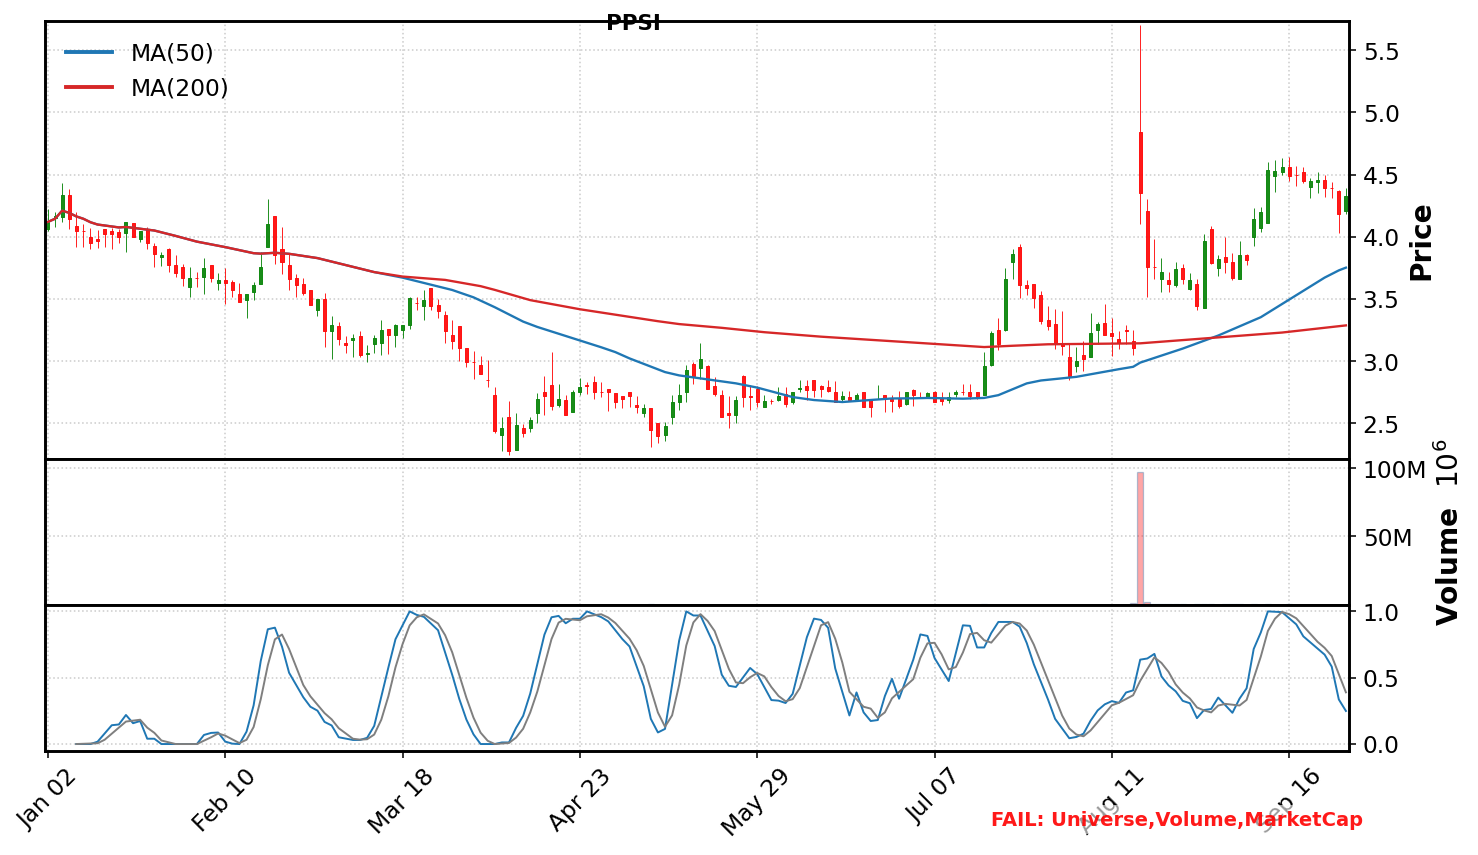 PPSI
MA(50)
MA(200)
5.5
5.0
4.5
4.0
3.5
3.0
2.5
Price
100M
50M
Volume 10^6
1.0
0.5
0.0
Jan 02
Feb 10
Mar 18
Apr 23
May 29
Jul 07
Aug 11
Sep 16
FAIL: Universe,Volume,MarketCap